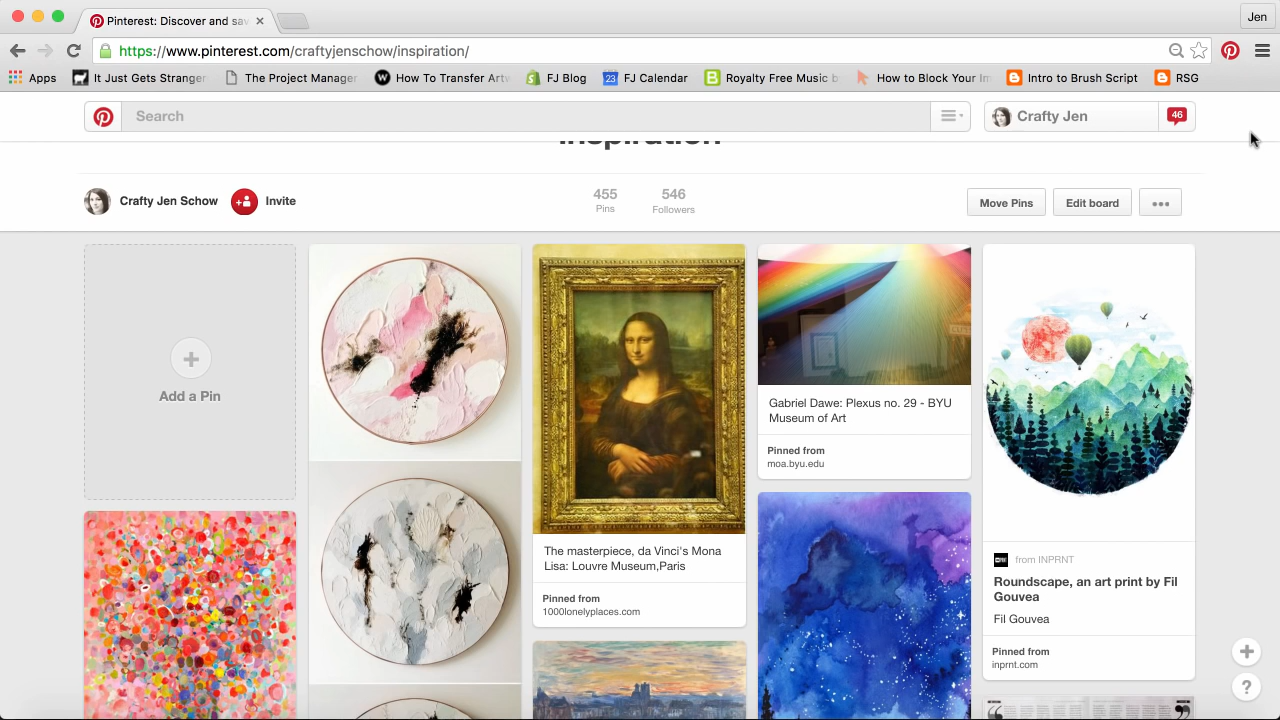 Pinterest: Discover and sav
Jen
https://www.pinterest.com/craftyjenschow/inspiration/
Apps
It Just Gets Stranger
The Project Manager
How To Transfer Artw
FJ Blog
23
FJ Calendar
Royalty Free Music b
How to Block Your Im
Intro to Brush Script
RSG
Search
Crafty Jen
46
Inspiration
Crafty Jen Schow
Invite
455
Pins
546
Followers
Move Pins
Edit board
Add a Pin
The masterpiece, da Vinci's Mona
Lisa: Louvre Museum,Paris
Pinned from
1000lonelyplaces.com
Gabriel Dawe: Plexus no. 29 - BYU
Museum of Art
Pinned from
moa.byu.edu
from INPRNT
Roundscape, an art print by Fil
Gouvea
Fil Gouvea
Pinned from
inprnt.com
?